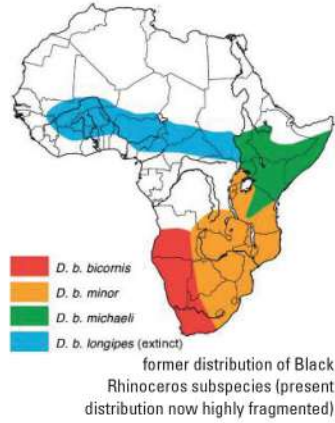 D. b. bicornis
D. b. minor
D. b. michaeli
D. b. longipes (extinct)
former distribution of Black
Rhinoceros subspecies (present
distribution now highly fragmented)